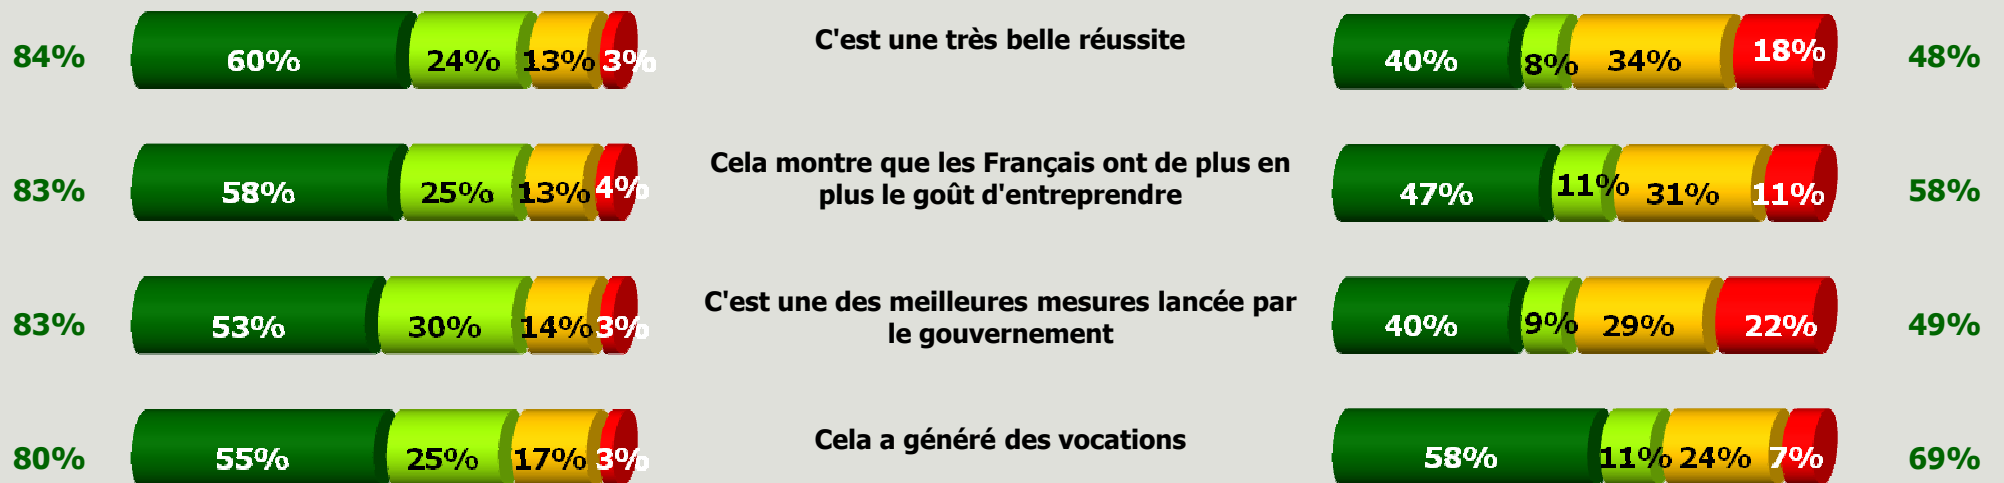 84% 60% 24% 13% 3% C'est une très belle réussite 40% 8% 34% 18% 48%
83% 58% 25% 13% 4% Cela montre que les Français ont de plus en
plus le goût d'entreprendre 47% 11% 31% 11% 58%
83% 53% 30% 14% 3% C'est une des meilleures mesures lancée par
le gouvernement 40% 9% 29% 22% 49%
80% 55% 25% 17% 3% Cela a généré des vocations 58% 11% 24% 7% 69%